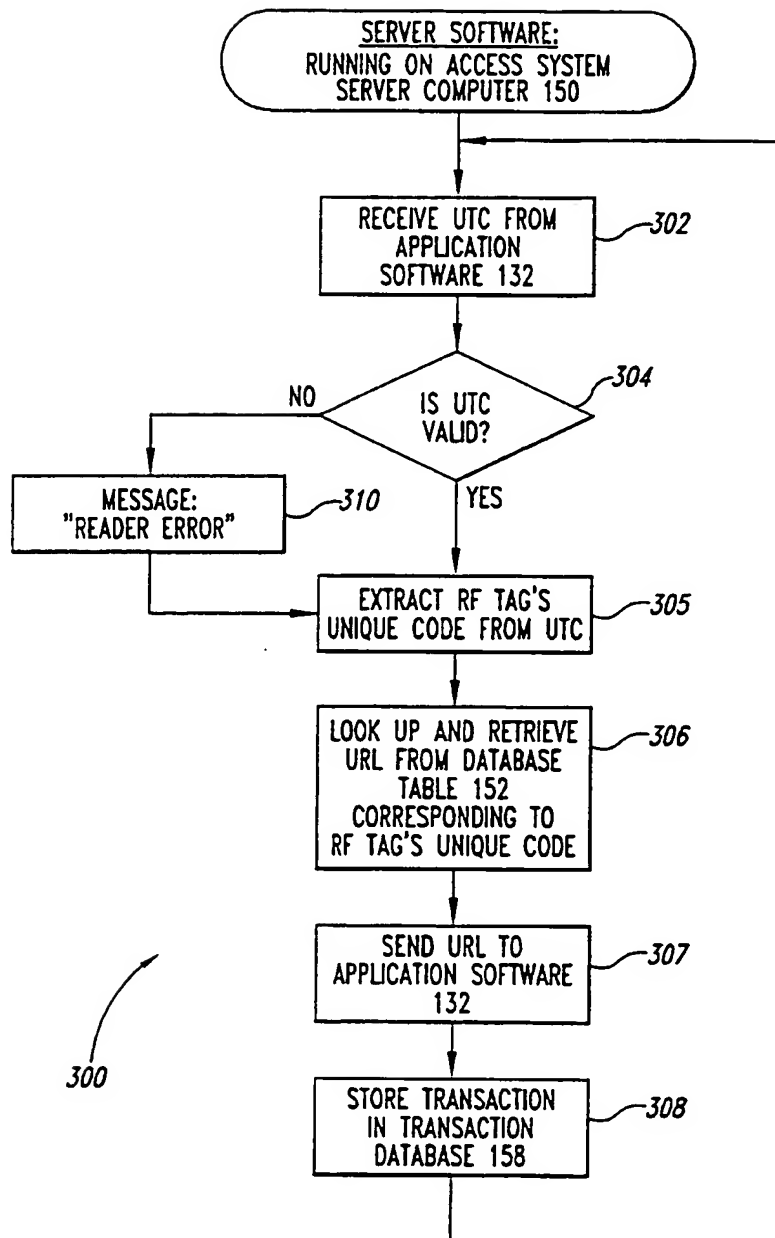 SERVER SOFTWARE:
RUNNING ON ACCESS SYSTEM
SERVER COMPUTER 150
RECEIVE UTC FROM
APPLICATION
SOFTWARE 132
302
IS UTC
VALID?
304
NO
YES
MESSAGE:
"READER ERROR"
310
EXTRACT RF TAG'S
UNIQUE CODE FROM UTC
305
LOOK UP AND RETRIEVE
URL FROM DATABASE
TABLE 152
CORRESPONDING TO
RF TAG'S UNIQUE CODE
306
SEND URL TO
APPLICATION SOFTWARE
132
307
STORE TRANSACTION
IN TRANSACTION
DATABASE 158
308
300